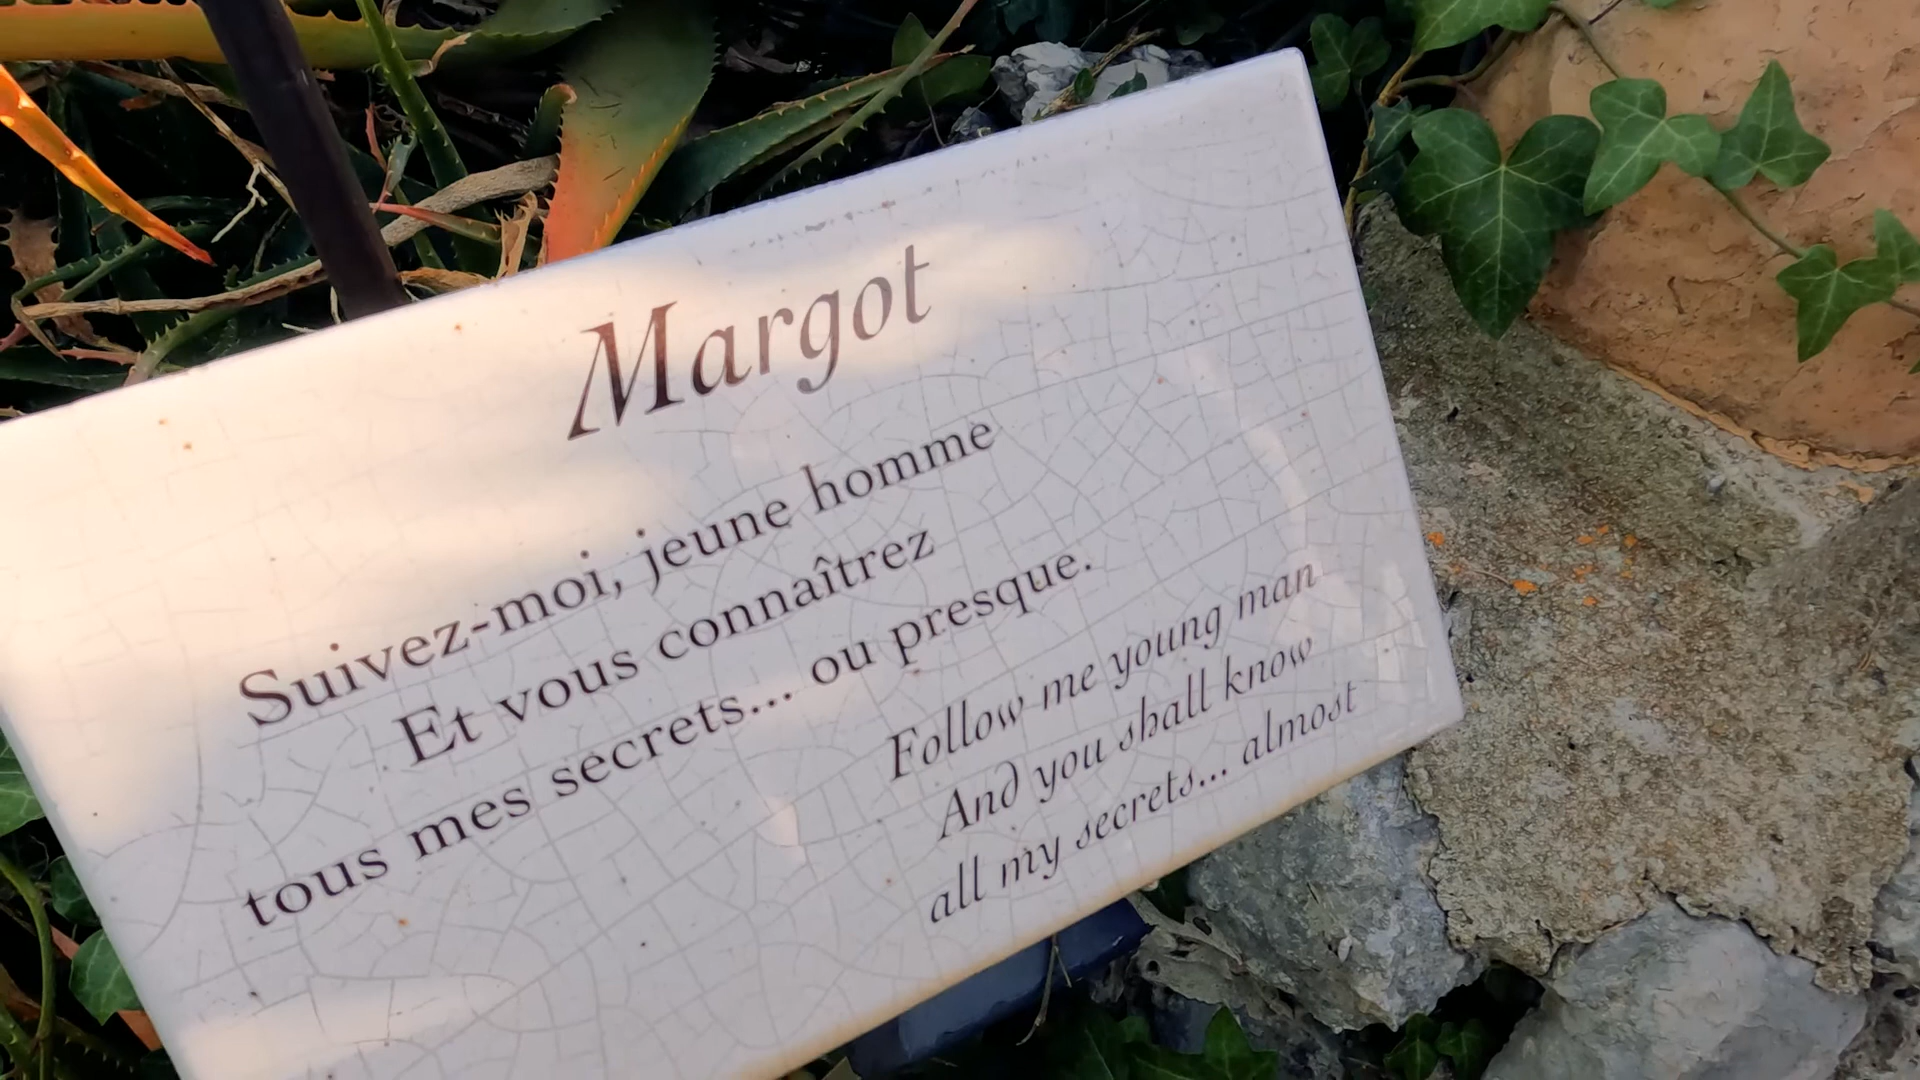 Margot
Suivez-moi, jeune homme
Et vous connaîtrez
tous mes secrets... ou presque.
Follow me young man
And you shall know
all my secrets... almost